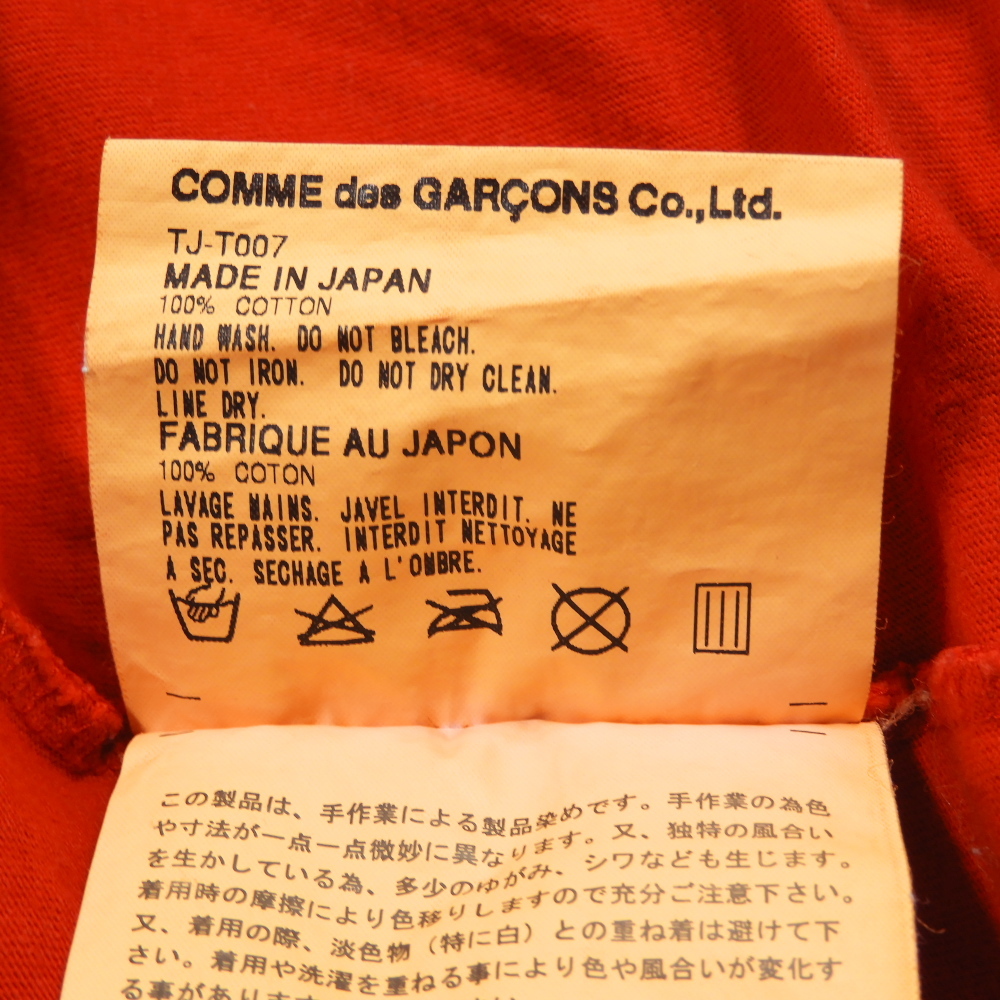 COMME des GARÇONS Co.,Ltd.
TJ-T007
MADE IN JAPAN
100% COTTON
HAND WASH. DO NOT BLEACH.
DO NOT IRON. DO NOT DRY CLEAN.
LINE DRY.
FABRIQUE AU JAPON
100% COTON
LAVAGE MAINS. JAVEL INTERDIT. NE
PAS REPASSER. INTERDIT NETTOYAGE
A SEC. SECHAGE A L'OMBRE.
この製品は、手作業による製品染めです。手作業の為色
や寸法が一点一点微妙に異なります。又、独特の風合い
を生かしている為、多少のゆがみ、シワなども生じます。
着用時の摩擦により色移りしますので充分ご注意下さい。
又、着用の際、淡色物（特に白）との重ね着は避けて下
さい。着用や洗濯を重ねる事により色や風合いが変化す
る事があります